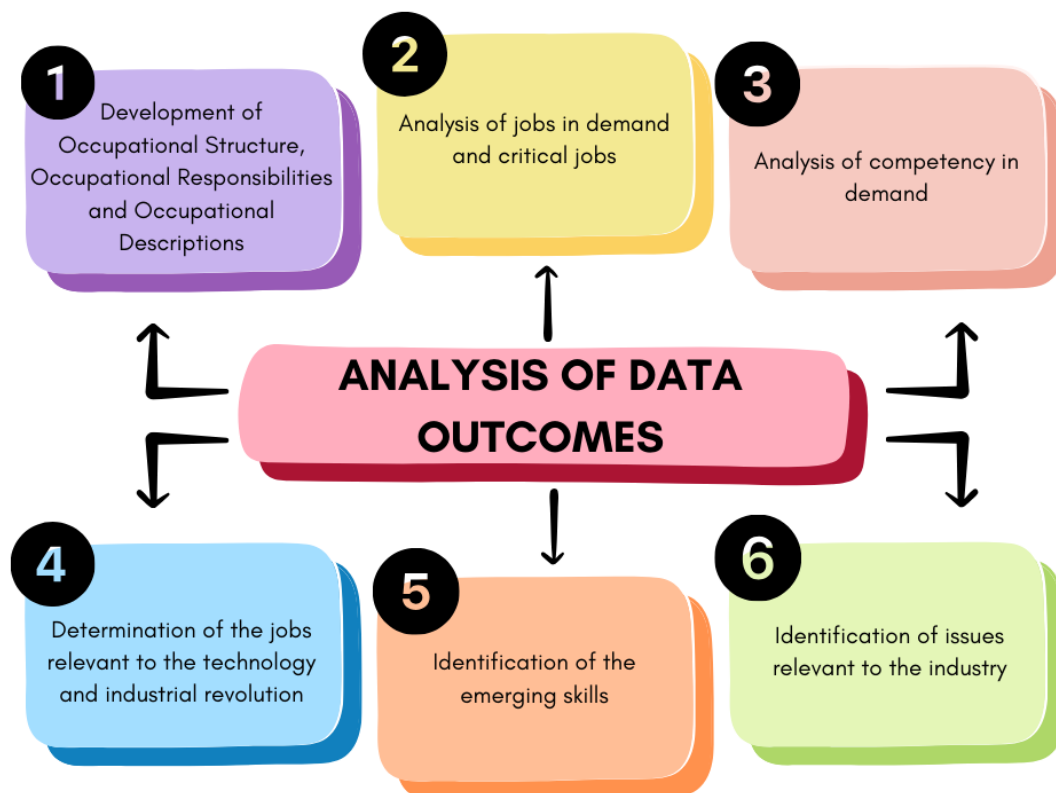 1
Development of
Occupational Structure,
Occupational Responsibilities
and Occupational
Descriptions
2
Analysis of jobs in demand
and critical jobs
3
Analysis of competency in
demand
ANALYSIS OF DATA
OUTCOMES
4
Determination of the jobs
relevant to the technology
and industrial revolution
5
Identification of the
emerging skills
6
Identification of issues
relevant to the industry